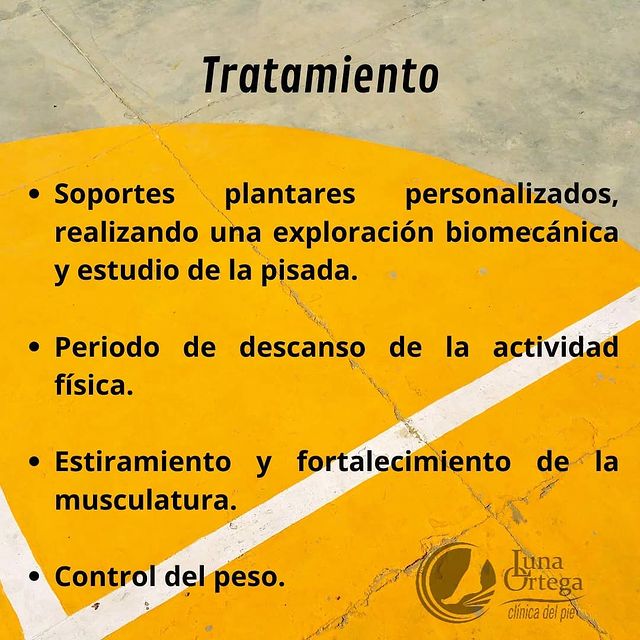 Tratamiento
• Soportes plantares personalizados,
realizando una exploración biomecánica
y estudio de la pisada.
• Periodo de descanso de la actividad
física.
• Estiramiento y fortalecimiento de la
musculatura.
• Control del peso.
Luna
Ortega
clínica del pie